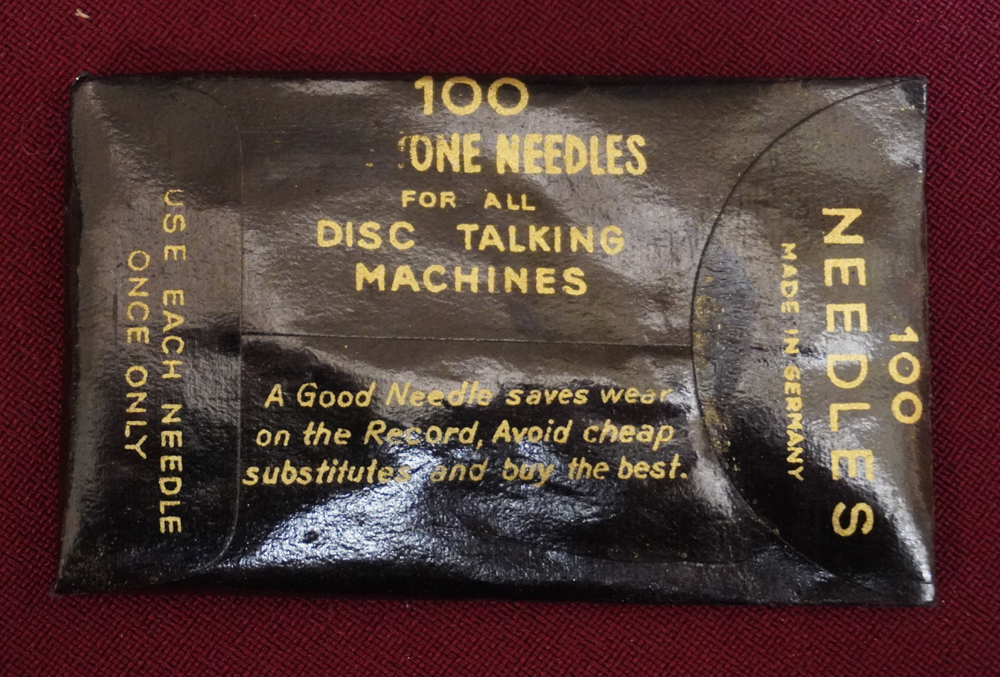 USE EACH NEEDLE
ONCE ONLY
100
NEEDLES
FOR ALL
DISC TALKING
MACHINES
A Good Needle saves wear
on the Record, Avoid cheap
substitutes and buy the best.
100
NEEDLES
MADE IN GERMANY